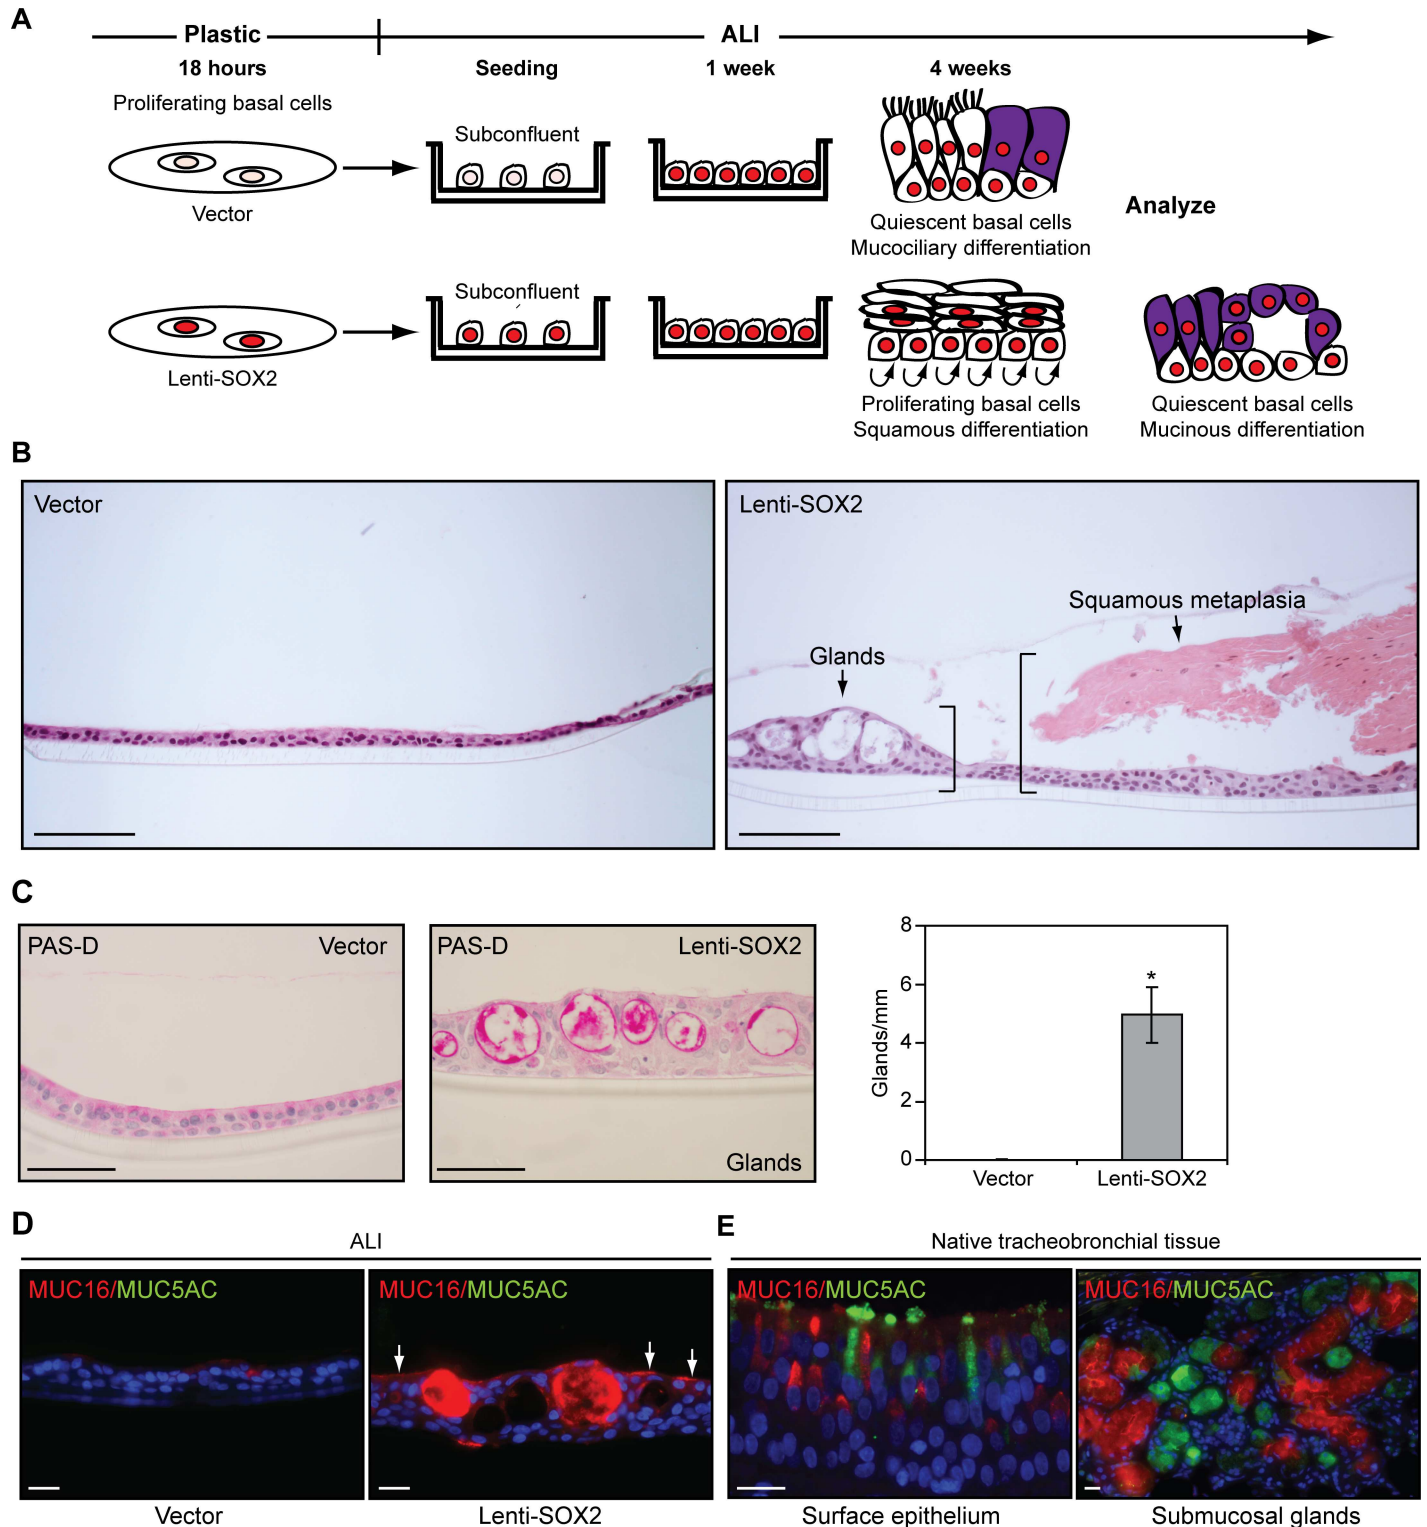 A
Plastic
ALI
18 hours
Seeding
1 week
4 weeks
Proliferating basal cells
Subconfluent
Vector
Quiescent basal cells
Mucociliary differentiation
Analyze
Subconfluent
Lenti-SOX2
Proliferating basal cells
Squamous differentiation
Quiescent basal cells
Mucinous differentiation
B
Vector
Lenti-SOX2
Squamous metaplasia
Glands
C
PAS-D
Vector
PAS-D
Lenti-SOX2
Glands
Glands/mm
8
6
4
2
0
*
Vector
Lenti-SOX2
D
ALI
MUC16/MUC5AC
MUC16/MUC5AC
Vector
Lenti-SOX2
E
Native tracheobronchial tissue
MUC16/MUC5AC
MUC16/MUC5AC
Surface epithelium
Submucosal glands